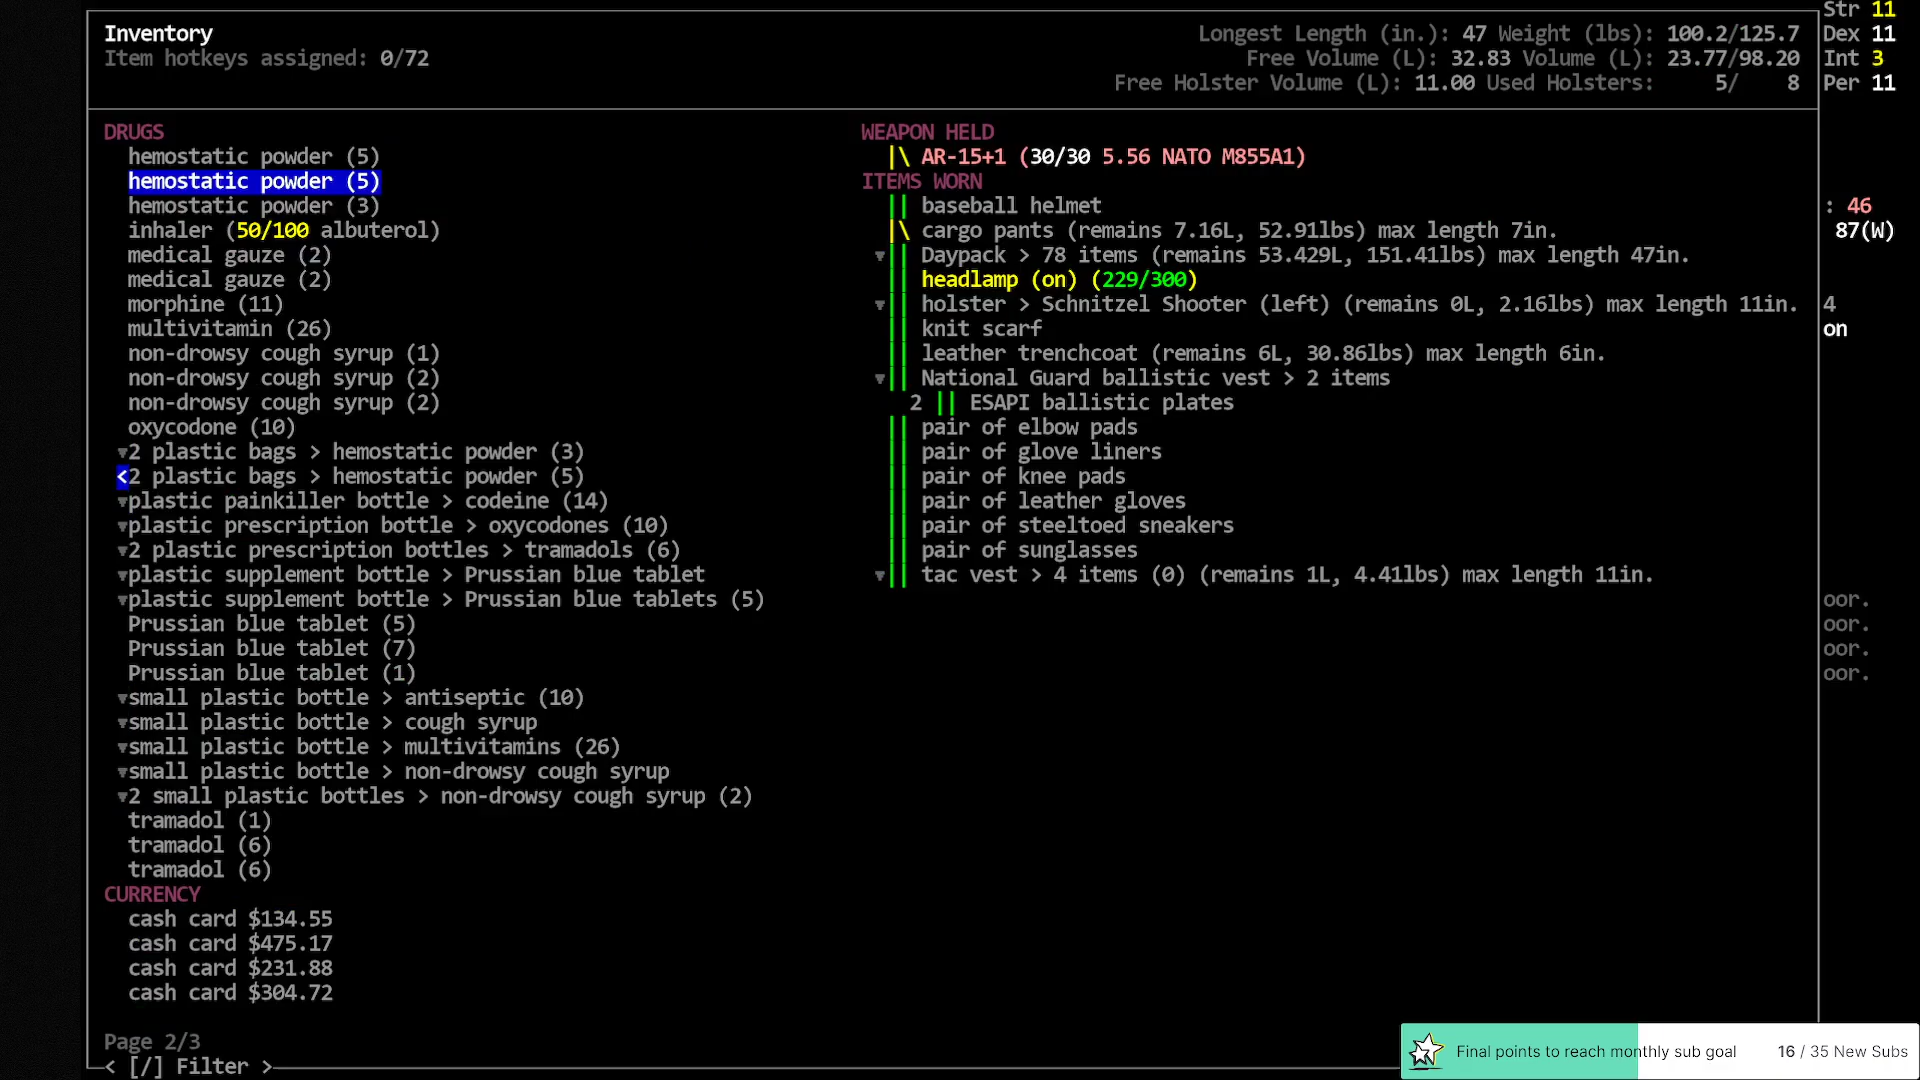 Inventory
Item hotkeys assigned: 0/72
Longest Length (in.): 47 Weight (lbs): 100.2/125.7
Free Volume (L): 32.83 Volume (L): 23.77/98.20
Free Holster Volume (L): 11.00 Used Holsters: 5/ 8
Str 11
Dex 11
Int 3
Per 11
DRUGS
hemostatic powder (5)
hemostatic powder (5)
hemostatic powder (3)
inhaler (50/100 albuterol)
medical gauze (2)
medical gauze (2)
morphine (11)
multivitamin (26)
non-drowsy cough syrup (1)
non-drowsy cough syrup (2)
non-drowsy cough syrup (2)
oxycodone (10)
▼2 plastic bags > hemostatic powder (3)
<2 plastic bags > hemostatic powder (5)
▼plastic painkiller bottle > codeine (14)
▼plastic prescription bottle > oxycodones (10)
▼2 plastic prescription bottles > tramadols (6)
▼plastic supplement bottle > Prussian blue tablet
▼plastic supplement bottle > Prussian blue tablets (5)
Prussian blue tablet (5)
Prussian blue tablet (7)
Prussian blue tablet (1)
▼small plastic bottle > antiseptic (10)
▼small plastic bottle > cough syrup
▼small plastic bottle > multivitamins (26)
▼small plastic bottle > non-drowsy cough syrup
▼2 small plastic bottles > non-drowsy cough syrup (2)
tramadol (1)
tramadol (6)
tramadol (6)
CURRENCY
cash card $134.55
cash card $475.17
cash card $231.88
cash card $304.72
Page 2/3
< [/] Filter >
WEAPON HELD
|\ AR-15+1 (30/30 5.56 NATO M855A1)
ITEMS WORN
|| baseball helmet
|\ cargo pants (remains 7.16L, 52.91lbs) max length 7in.
▼|| Daypack > 78 items (remains 53.429L, 151.41lbs) max length 47in.
|| headlamp (on) (229/300)
▼|| holster > Schnitzel Shooter (left) (remains 0L, 2.16lbs) max length 11in.
|| knit scarf
|| leather trenchcoat (remains 6L, 30.86lbs) max length 6in.
▼|| National Guard ballistic vest > 2 items
2 || ESAPI ballistic plates
|| pair of elbow pads
|| pair of glove liners
|| pair of knee pads
|| pair of leather gloves
|| pair of steeltoed sneakers
|| pair of sunglasses
▼|| tac vest > 4 items (0) (remains 1L, 4.41lbs) max length 11in.
: 46
87(W)
4
on
oor.
oor.
oor.
oor.
Final points to reach monthly sub goal 16 / 35 New Subs